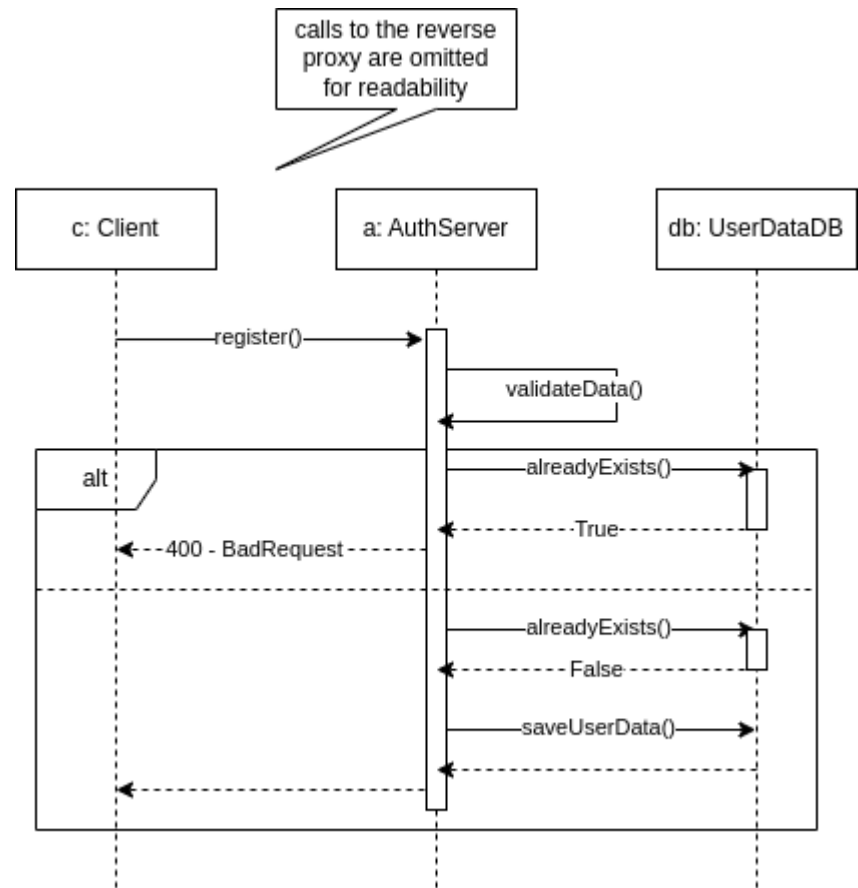 calls to the reverse
proxy are omitted
for readability
c: Client
a: AuthServer
db: UserDataDB
register()
validateData()
alt
alreadyExists()
True
400 - BadRequest
alreadyExists()
False
saveUserData()